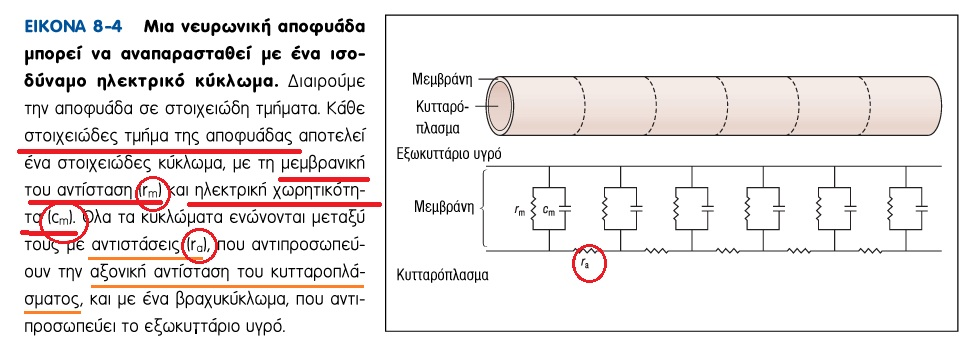 ΕΙΚΟΝΑ 8-4 Μια νευρωνική αποφυάδα
μπορεί να αναπαρασταθεί με ένα ισο-
δύναμο ηλεκτρικό κύκλωμα. Διαιρούμε
την αποφυάδα σε στοιχειώδη τμήματα. Κάθε
στοιχειώδες τμήμα της αποφυάδας αποτελεί
ένα στοιχειώδες κύκλωμα, με τη μεμβρανική
του αντίσταση (rm) και ηλεκτρική χωρητικότη-
τα (cm). Όλα τα κυκλώματα ενώνονται μεταξύ
τους με αντιστάσεις (ra), που αντιπροσωπεύ-
ουν την αξονική αντίσταση του κυτταροπλά-
σματος, και με ένα βραχυκύκλωμα, που αντι-
προσωπεύει το εξωκυττάριο υγρό.
Μεμβράνη
Κυτταρό-
πλασμα
Εξωκυττάριο υγρό
Μεμβράνη
rm cm
ra
Κυτταρόπλασμα